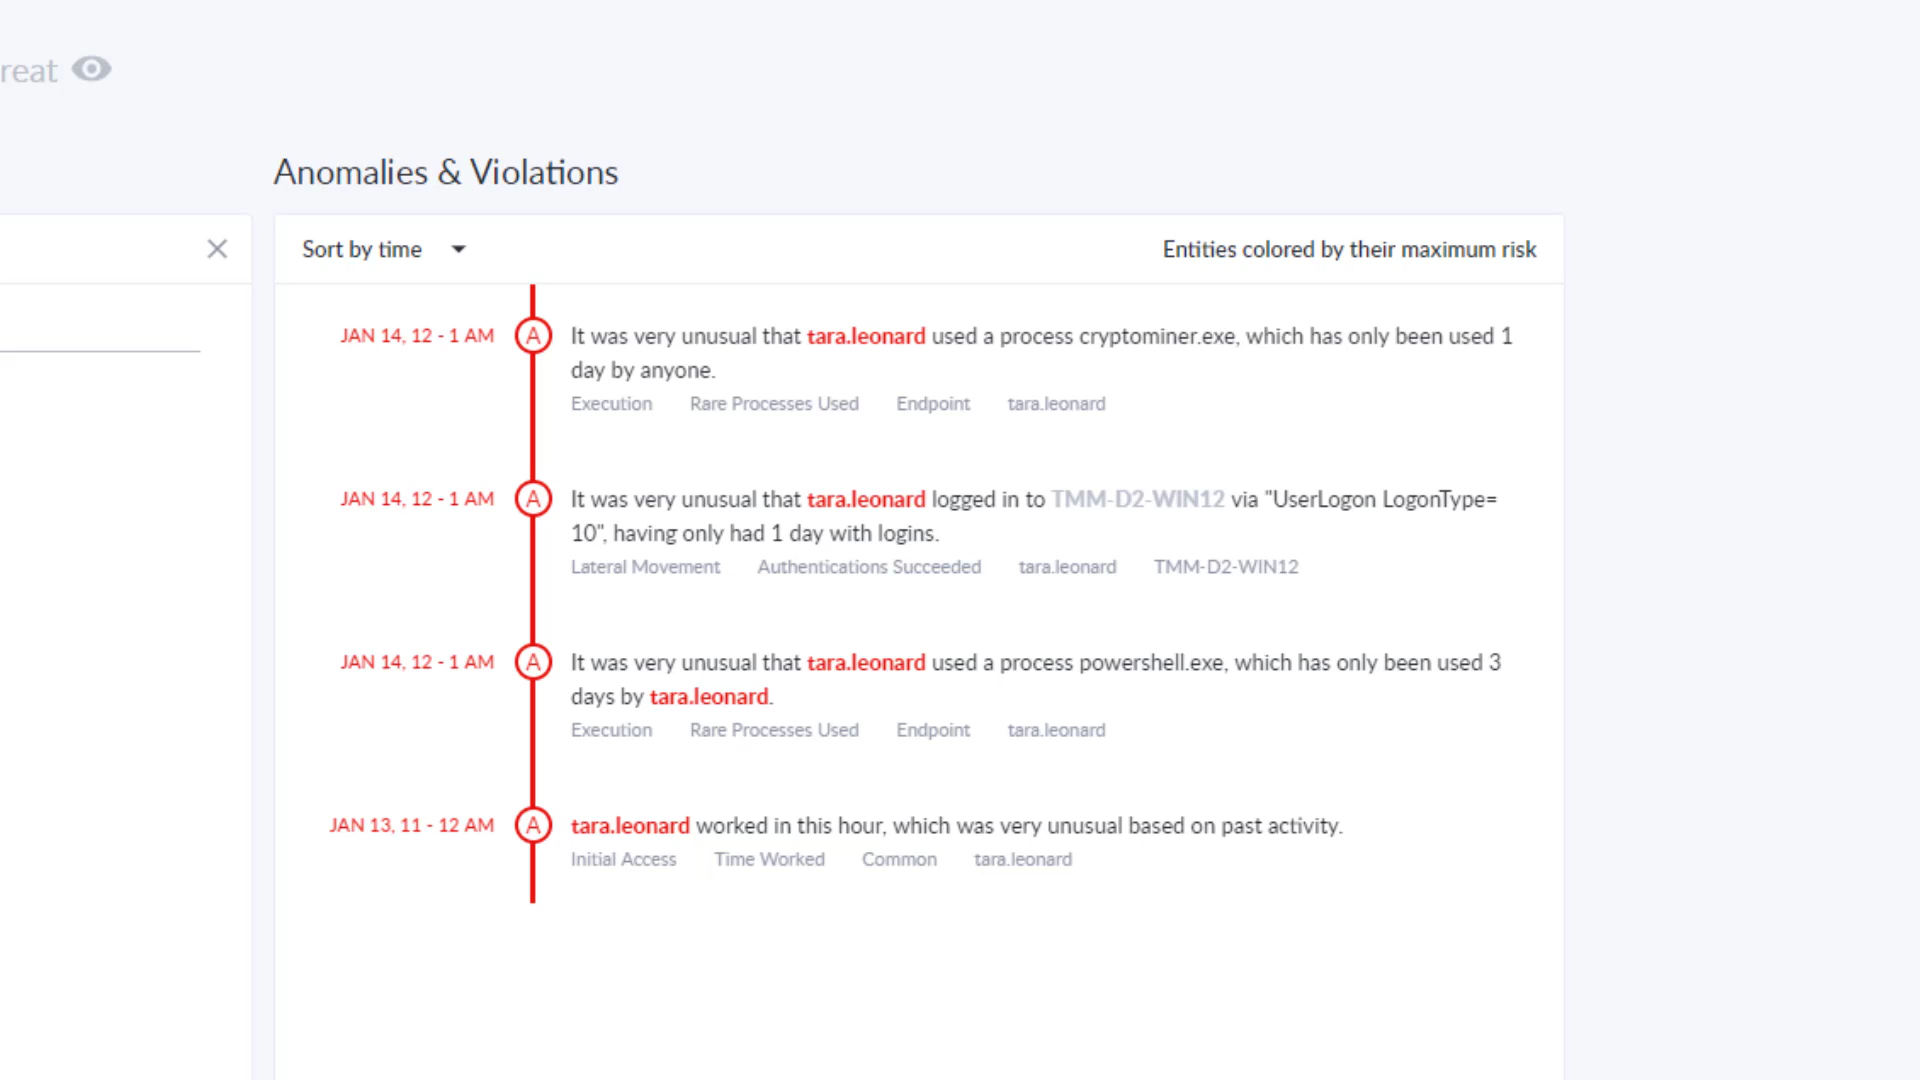 reat
Anomalies & Violations
Sort by time
Entities colored by their maximum risk
JAN 14, 12 - 1 AM
A
It was very unusual that tara.leonard used a process cryptominer.exe, which has only been used 1
day by anyone.
Execution Rare Processes Used Endpoint tara.leonard
JAN 14, 12 - 1 AM
A
It was very unusual that tara.leonard logged in to TMM-D2-WIN12 via "UserLogon LogonType=
10", having only had 1 day with logins.
Lateral Movement Authentications Succeeded tara.leonard TMM-D2-WIN12
JAN 14, 12 - 1 AM
A
It was very unusual that tara.leonard used a process powershell.exe, which has only been used 3
days by tara.leonard.
Execution Rare Processes Used Endpoint tara.leonard
JAN 13, 11 - 12 AM
A
tara.leonard worked in this hour, which was very unusual based on past activity.
Initial Access Time Worked Common tara.leonard